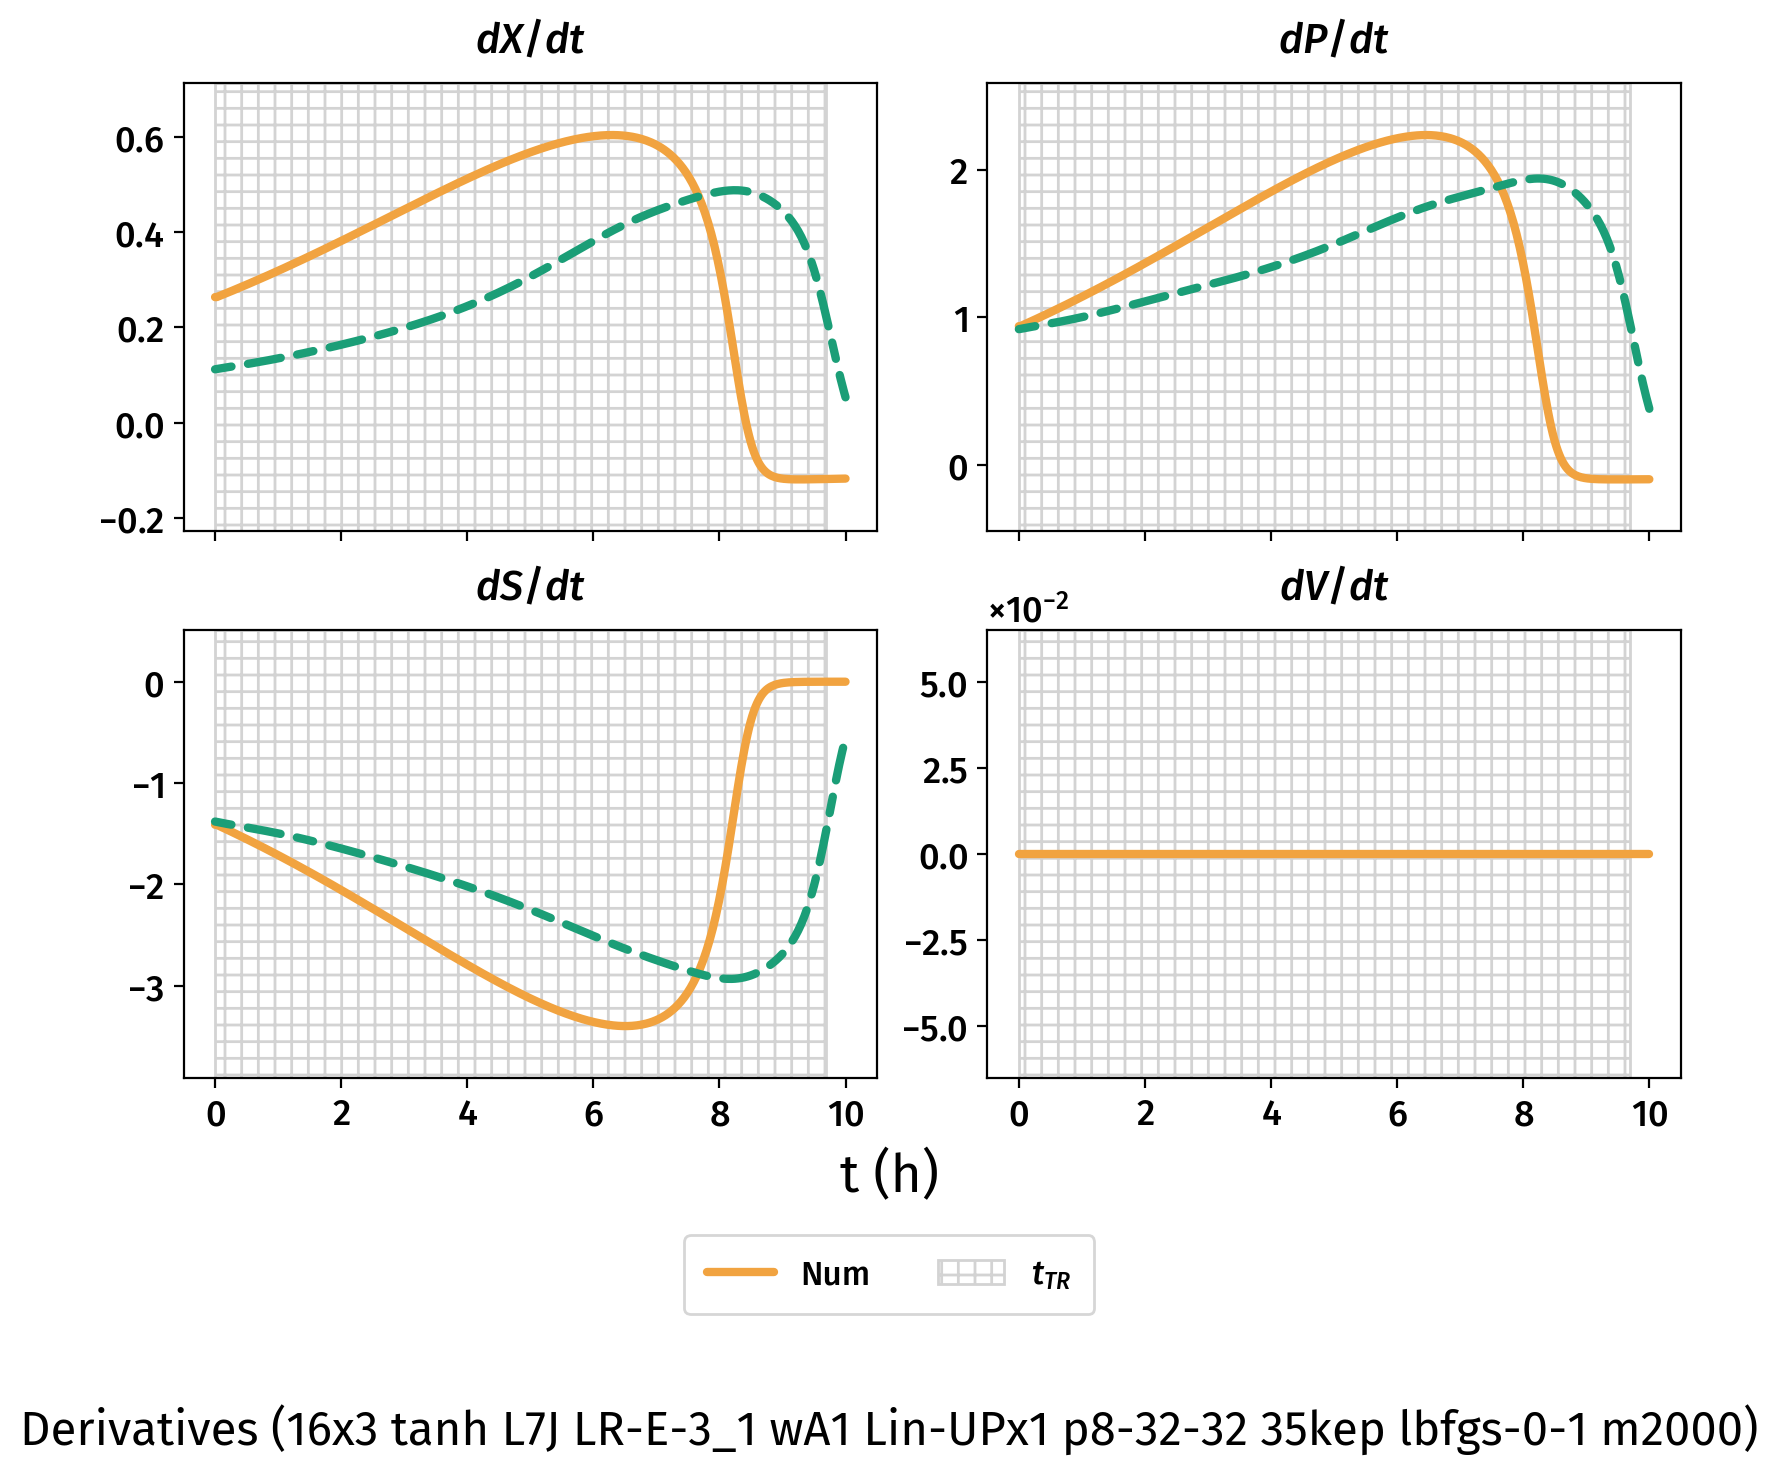 dX/dt
dP/dt
0.6
0.4
0.2
0.0
−0.2
2
1
0
dS/dt
dV/dt
×10⁻²
0
−1
−2
−3
5.0
2.5
0.0
−2.5
−5.0
0 2 4 6 8 10
0 2 4 6 8 10
t (h)
Num
t_TR
Derivatives (16x3 tanh L7J LR-E-3_1 wA1 Lin-UPx1 p8-32-32 35kep lbfgs-0-1 m2000)